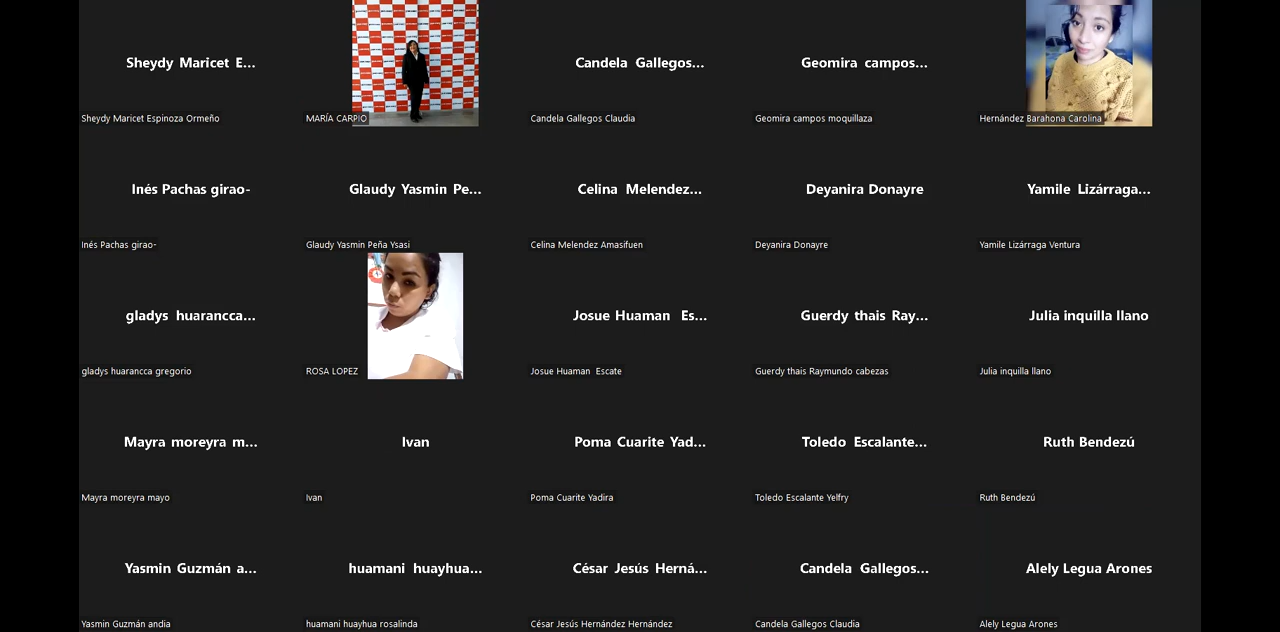 Sheydy Maricet E...
Candela Gallegos...
Geomira campos...
Sheydy Maricet Espinoza Ormeño
MARÍA CARPIO
Candela Gallegos Claudia
Geomira campos moquillaza
Hernández Barahona Carolina
Inés Pachas girao-
Glaudy Yasmin Pe...
Celina Melendez...
Deyanira Donayre
Yamile Lizárraga...
Inés Pachas girao-
Glaudy Yasmin Peña Ysasi
Celina Melendez Amasifuen
Deyanira Donayre
Yamile Lizárraga Ventura
gladys huarancca...
Josue Huaman Es...
Guerdy thais Ray...
Julia inquilla llano
gladys huarancca gregorio
ROSA LOPEZ
Josue Huaman Escate
Guerdy thais Raymundo cabezas
Julia inquilla llano
Mayra moreyra m...
Ivan
Poma Cuarite Yad...
Toledo Escalante...
Ruth Bendezú
Mayra moreyra mayo
Ivan
Poma Cuarite Yadira
Toledo Escalante Yelfry
Ruth Bendezú
Yasmin Guzmán a...
huamani huayhua...
César Jesús Herná...
Candela Gallegos...
Alely Legua Arones
Yasmin Guzmán andia
huamani huayhua rosalinda
César Jesús Hernández Hernández
Candela Gallegos Claudia
Alely Legua Arones